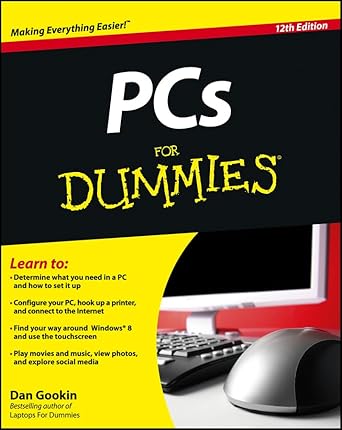 Making Everything Easier!™
12th Edition
PCs
FOR
DUMMIES®
Learn to:
• Determine what you need in a PC
and how to set it up
• Configure your PC, hook up a printer,
and connect to the Internet
• Find your way around Windows® 8
and use the touchscreen
• Play movies and music, view photos,
and explore social media
Dan Gookin
Bestselling author of
Laptops For Dummies